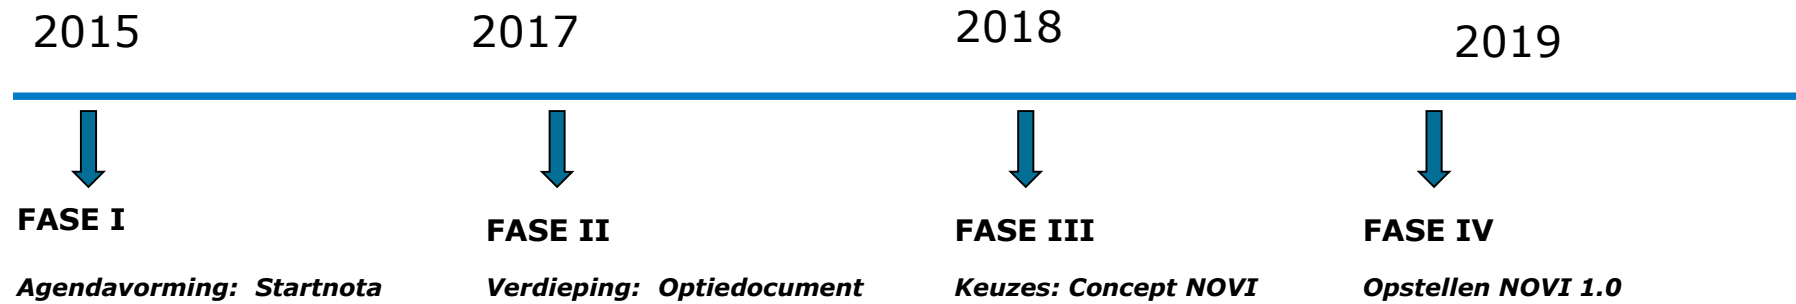 2015 2017 2018 2019
FASE I FASE II FASE III FASE IV
Agendavorming: Startnota Verdieping: Optiedocument Keuzes: Concept NOVI Opstellen NOVI 1.0